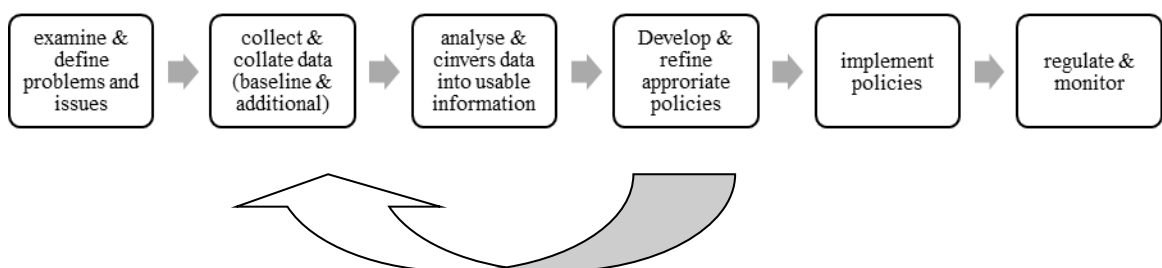 examine &
define
problems and
issues
collect &
collate data
(baseline &
additional)
analyse &
cinvers data
into usable
information
Develop &
refine
approriate
policies
implement
policies
regulate &
monitor